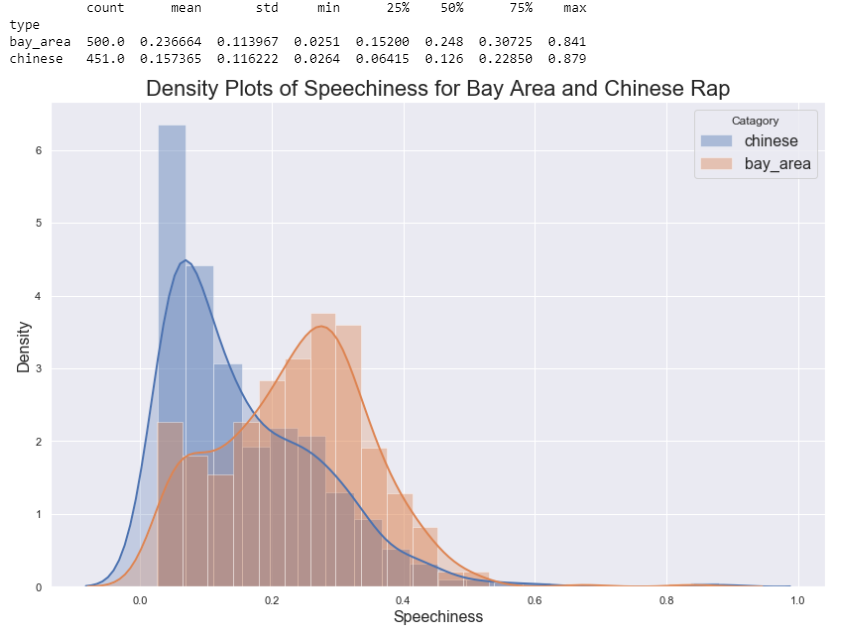 count mean std min 25% 50% 75% max
type
bay_area 500.0 0.236664 0.113967 0.0251 0.15200 0.248 0.30725 0.841
chinese 451.0 0.157365 0.116222 0.0264 0.06415 0.126 0.22850 0.879
Density Plots of Speechiness for Bay Area and Chinese Rap
Catagory
chinese
bay_area
6
5
4
3
2
1
0
Density
0.0 0.2 0.4 0.6 0.8 1.0
Speechiness